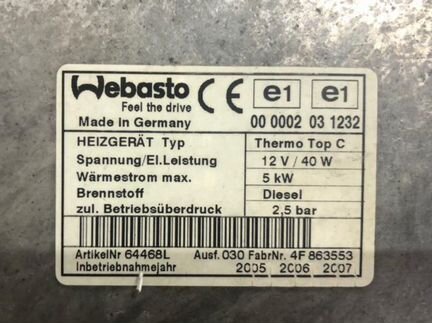 Webasto CE e1 e1
Feel the drive
Made in Germany 00 0002 03 1232
HEIZGERÄT Typ Thermo Top C
Spannung/El.Leistung 12 V / 40 W
Wärmestrom max. 5 kW
Brennstoff Diesel
zul. Betriebsüberdruck 2,5 bar
ArtikelNr 64468L Ausf. 030 FabrNr. 4F 863553
Inbetriebnahmejahr 2005 2006 2007